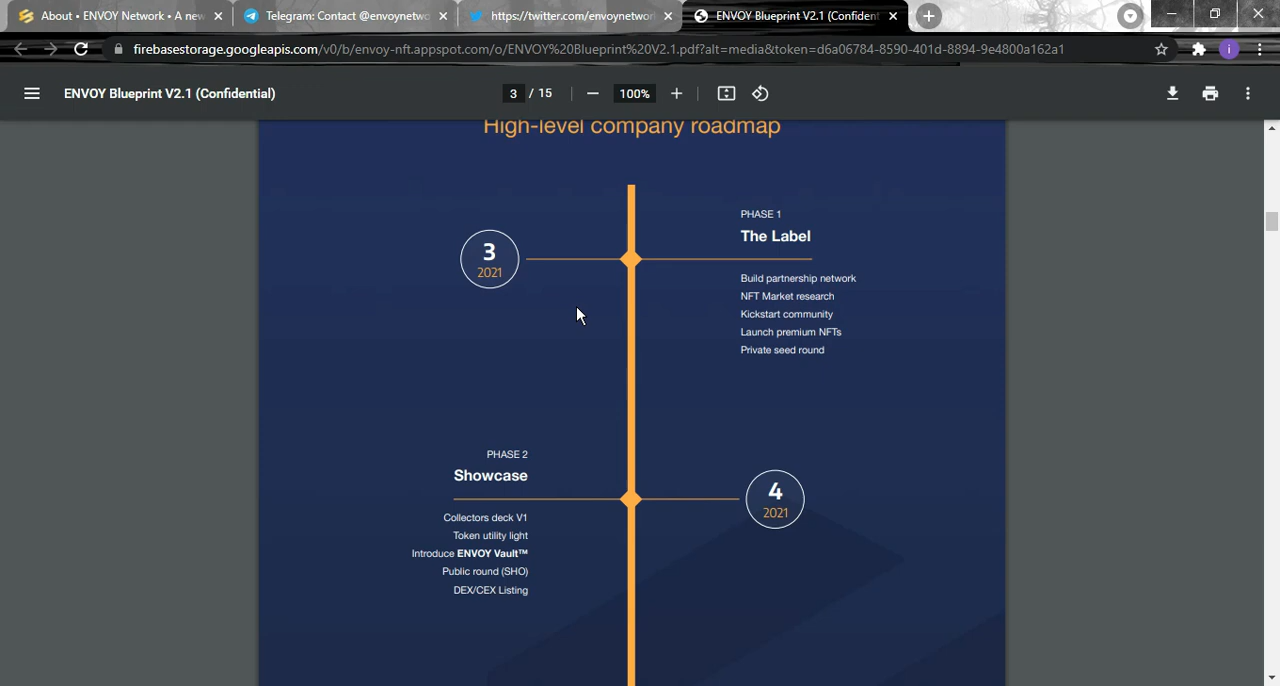 About • ENVOY Network • A new
Telegram: Contact @envoynetwo
https://twitter.com/envoynetwor
ENVOY Blueprint V2.1 (Confident
firebasestorage.googleapis.com/v0/b/envoy-nft.appspot.com/o/ENVOY%20Blueprint%20V2.1.pdf?alt=media&token=d6a06784-8590-401d-8894-9e4800a162a1
i
ENVOY Blueprint V2.1 (Confidential)
3 / 15
100%
High-level company roadmap
3
2021
PHASE 1
The Label
Build partnership network
NFT Market research
Kickstart community
Launch premium NFTs
Private seed round
PHASE 2
Showcase
Collectors deck V1
Token utility light
Introduce ENVOY Vault™
Public round (SHO)
DEX/CEX Listing
4
2021